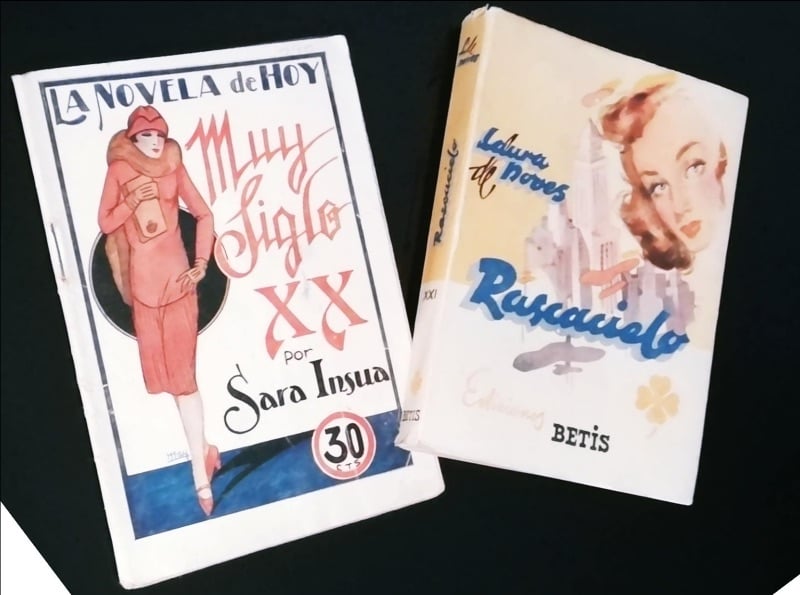 LA NOVELA de HOY
Muy
Siglo
XX
por
Sara Insua
30
CTS
Laura
de Noves
Rascacielo
Ediciones
BETIS
Rascacielo
XXI
BETIS